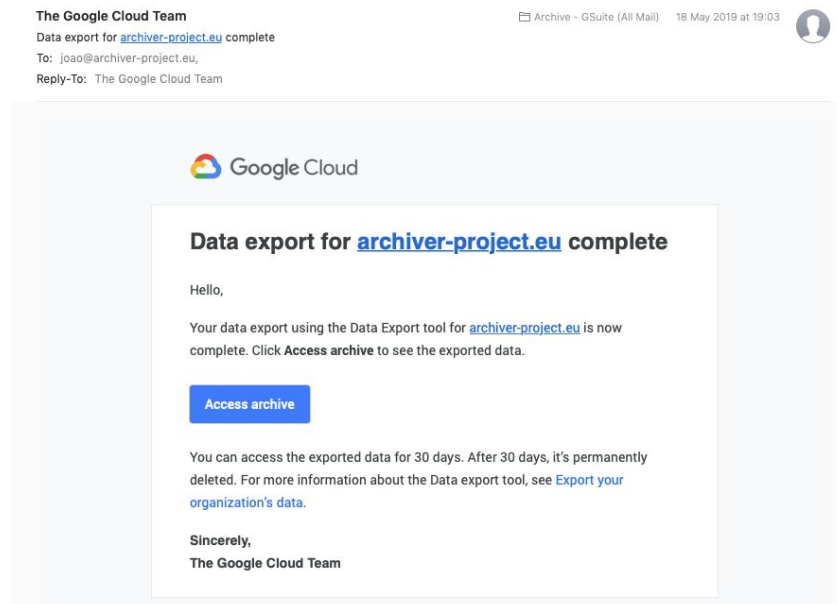 The Google Cloud Team
Archive - GSuite (All Mail) 18 May 2019 at 19:03
Data export for archiver-project.eu complete
To: joao@archiver-project.eu,
Reply-To: The Google Cloud Team
Google Cloud
Data export for archiver-project.eu complete
Hello,
Your data export using the Data Export tool for archiver-project.eu is now
complete. Click Access archive to see the exported data.
Access archive
You can access the exported data for 30 days. After 30 days, it's permanently
deleted. For more information about the Data export tool, see Export your
organization's data.
Sincerely,
The Google Cloud Team